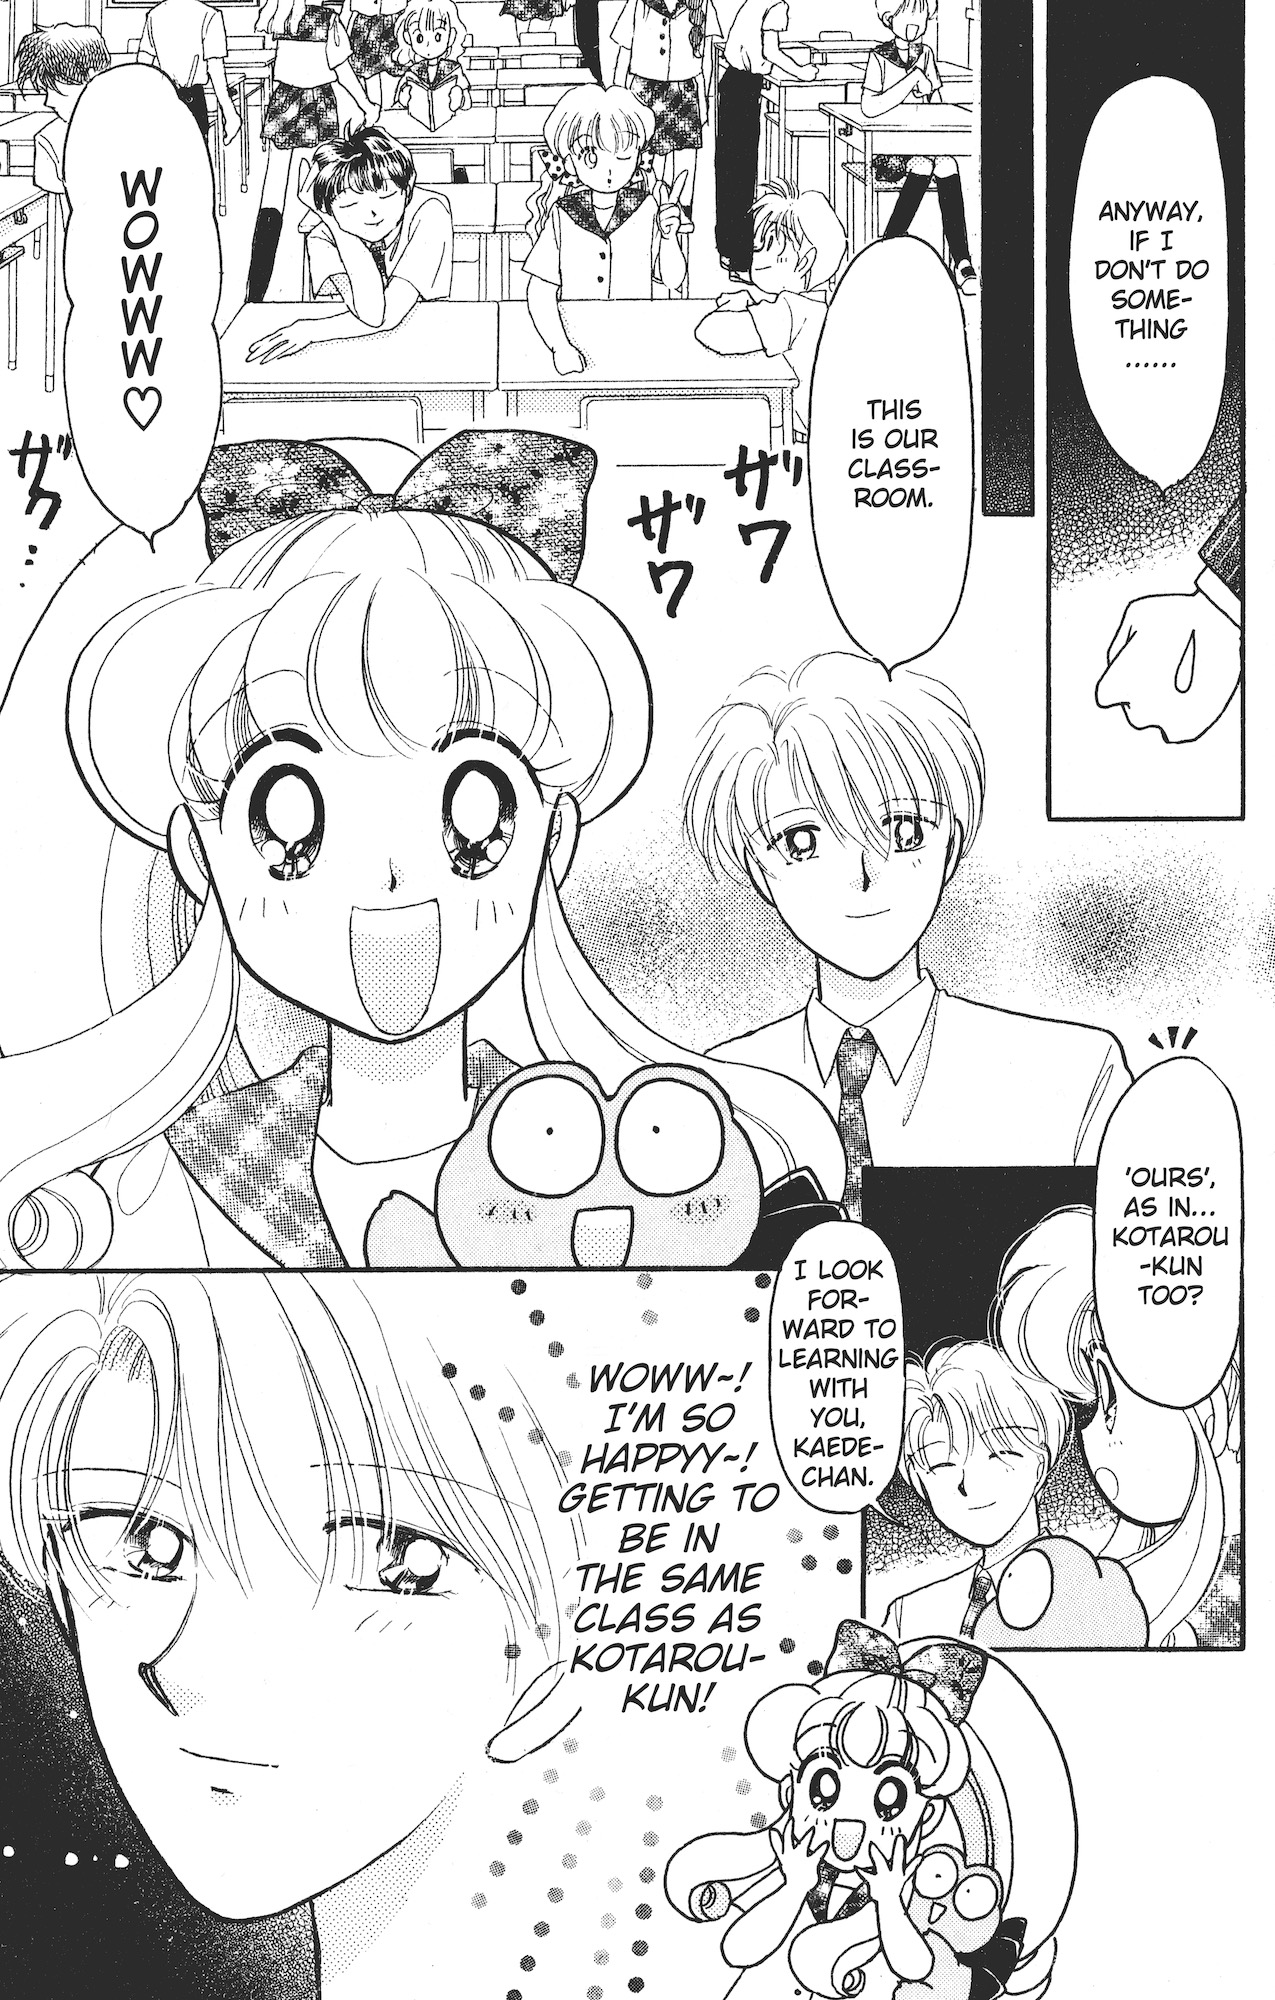 ANYWAY,
IF I
DON'T DO
SOME-
THING
......
THIS
IS OUR
CLASS-
ROOM.
WOWWW♡
ザワ
ザワ
ザワ...
'OURS',
AS IN...
KOTAROU
-KUN
TOO?
I LOOK
FOR-
WARD TO
LEARNING
WITH
YOU,
KAEDE-
CHAN.
WOWW~!
I'M SO
HAPPYY~!
GETTING TO
BE IN
THE SAME
CLASS AS
KOTAROU-
KUN!